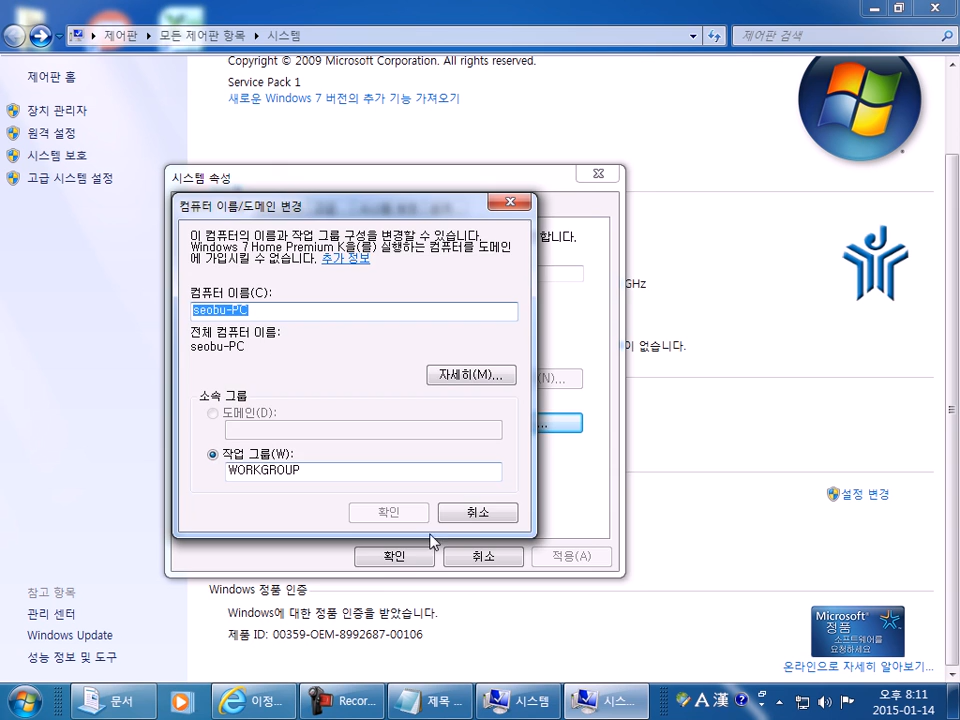 제어판 ▸ 모든 제어판 항목 ▸ 시스템
제어판 검색
제어판 홈
장치 관리자
원격 설정
시스템 보호
고급 시스템 설정
Copyright © 2009 Microsoft Corporation. All rights reserved.
Service Pack 1
새로운 Windows 7 버전의 추가 기능 가져오기
시스템 속성
합니다.
GHz
이 없습니다.
(N)...
...
컴퓨터 이름/도메인 변경
이 컴퓨터의 이름과 작업 그룹 구성을 변경할 수 있습니다.
Windows 7 Home Premium K을(를) 실행하는 컴퓨터를 도메인
에 가입시킬 수 없습니다. 추가 정보
컴퓨터 이름(C):
seobu-PC
전체 컴퓨터 이름:
seobu-PC
자세히(M)...
소속 그룹
도메인(D):
작업 그룹(W):
WORKGROUP
확인
취소
확인
취소
적용(A)
설정 변경
참고 항목
관리 센터
Windows Update
성능 정보 및 도구
Windows 정품 인증
Windows에 대한 정품 인증을 받았습니다.
제품 ID: 00359-OEM-8992687-00106
Microsoft®
정품
소프트웨어를
요청하세요
온라인으로 자세히 알아보기...
문서
이정...
Recor...
제목 ...
시스템
시스...
A 漢
오후 8:11
2015-01-14